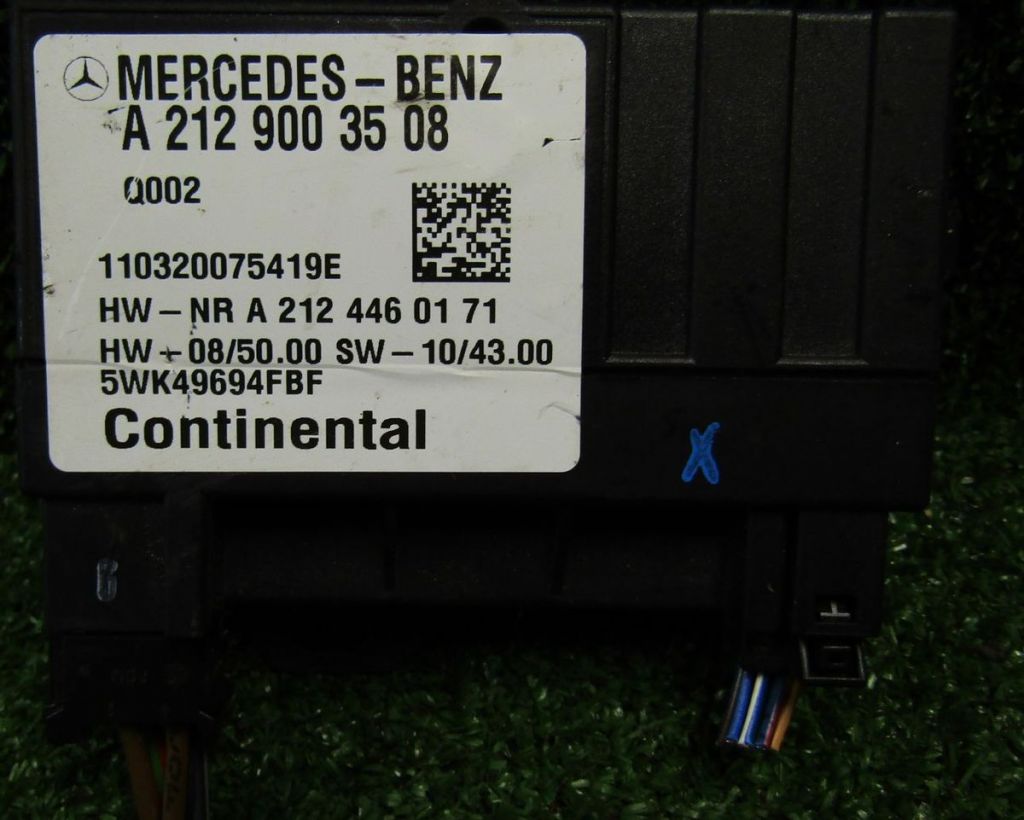 MERCEDES-BENZ
A 212 900 35 08
Q002
110320075419E
HW-NR A 212 446 01 71
HW-08/50.00 SW-10/43.00
5WK49694FBF
Continental
X